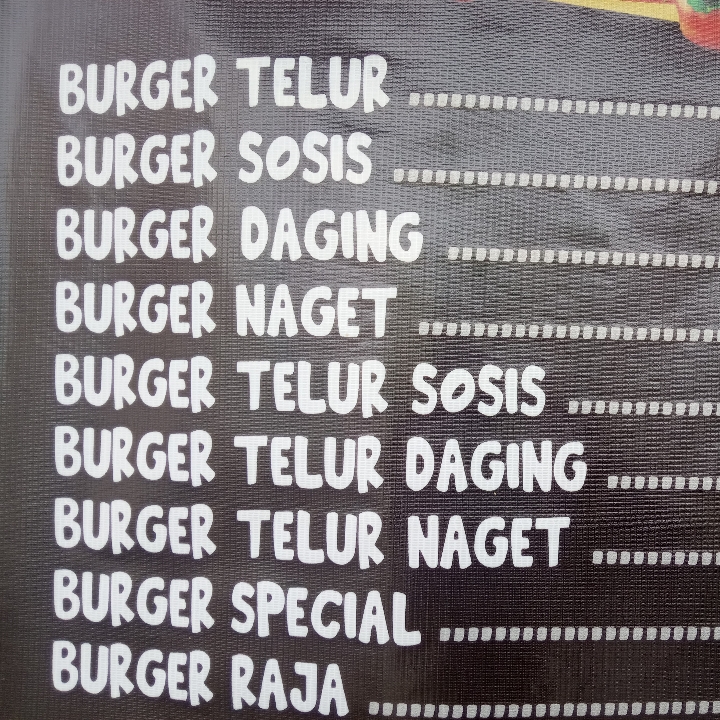 BURGER TELUR ........................
BURGER SOSIS .........................
BURGER DAGING .....................
BURGER NAGET .......................
BURGER TELUR SOSIS ............
BURGER TELUR DAGING .........
BURGER TELUR NAGET ..........
BURGER SPECIAL .....................
BURGER RAJA ..........................